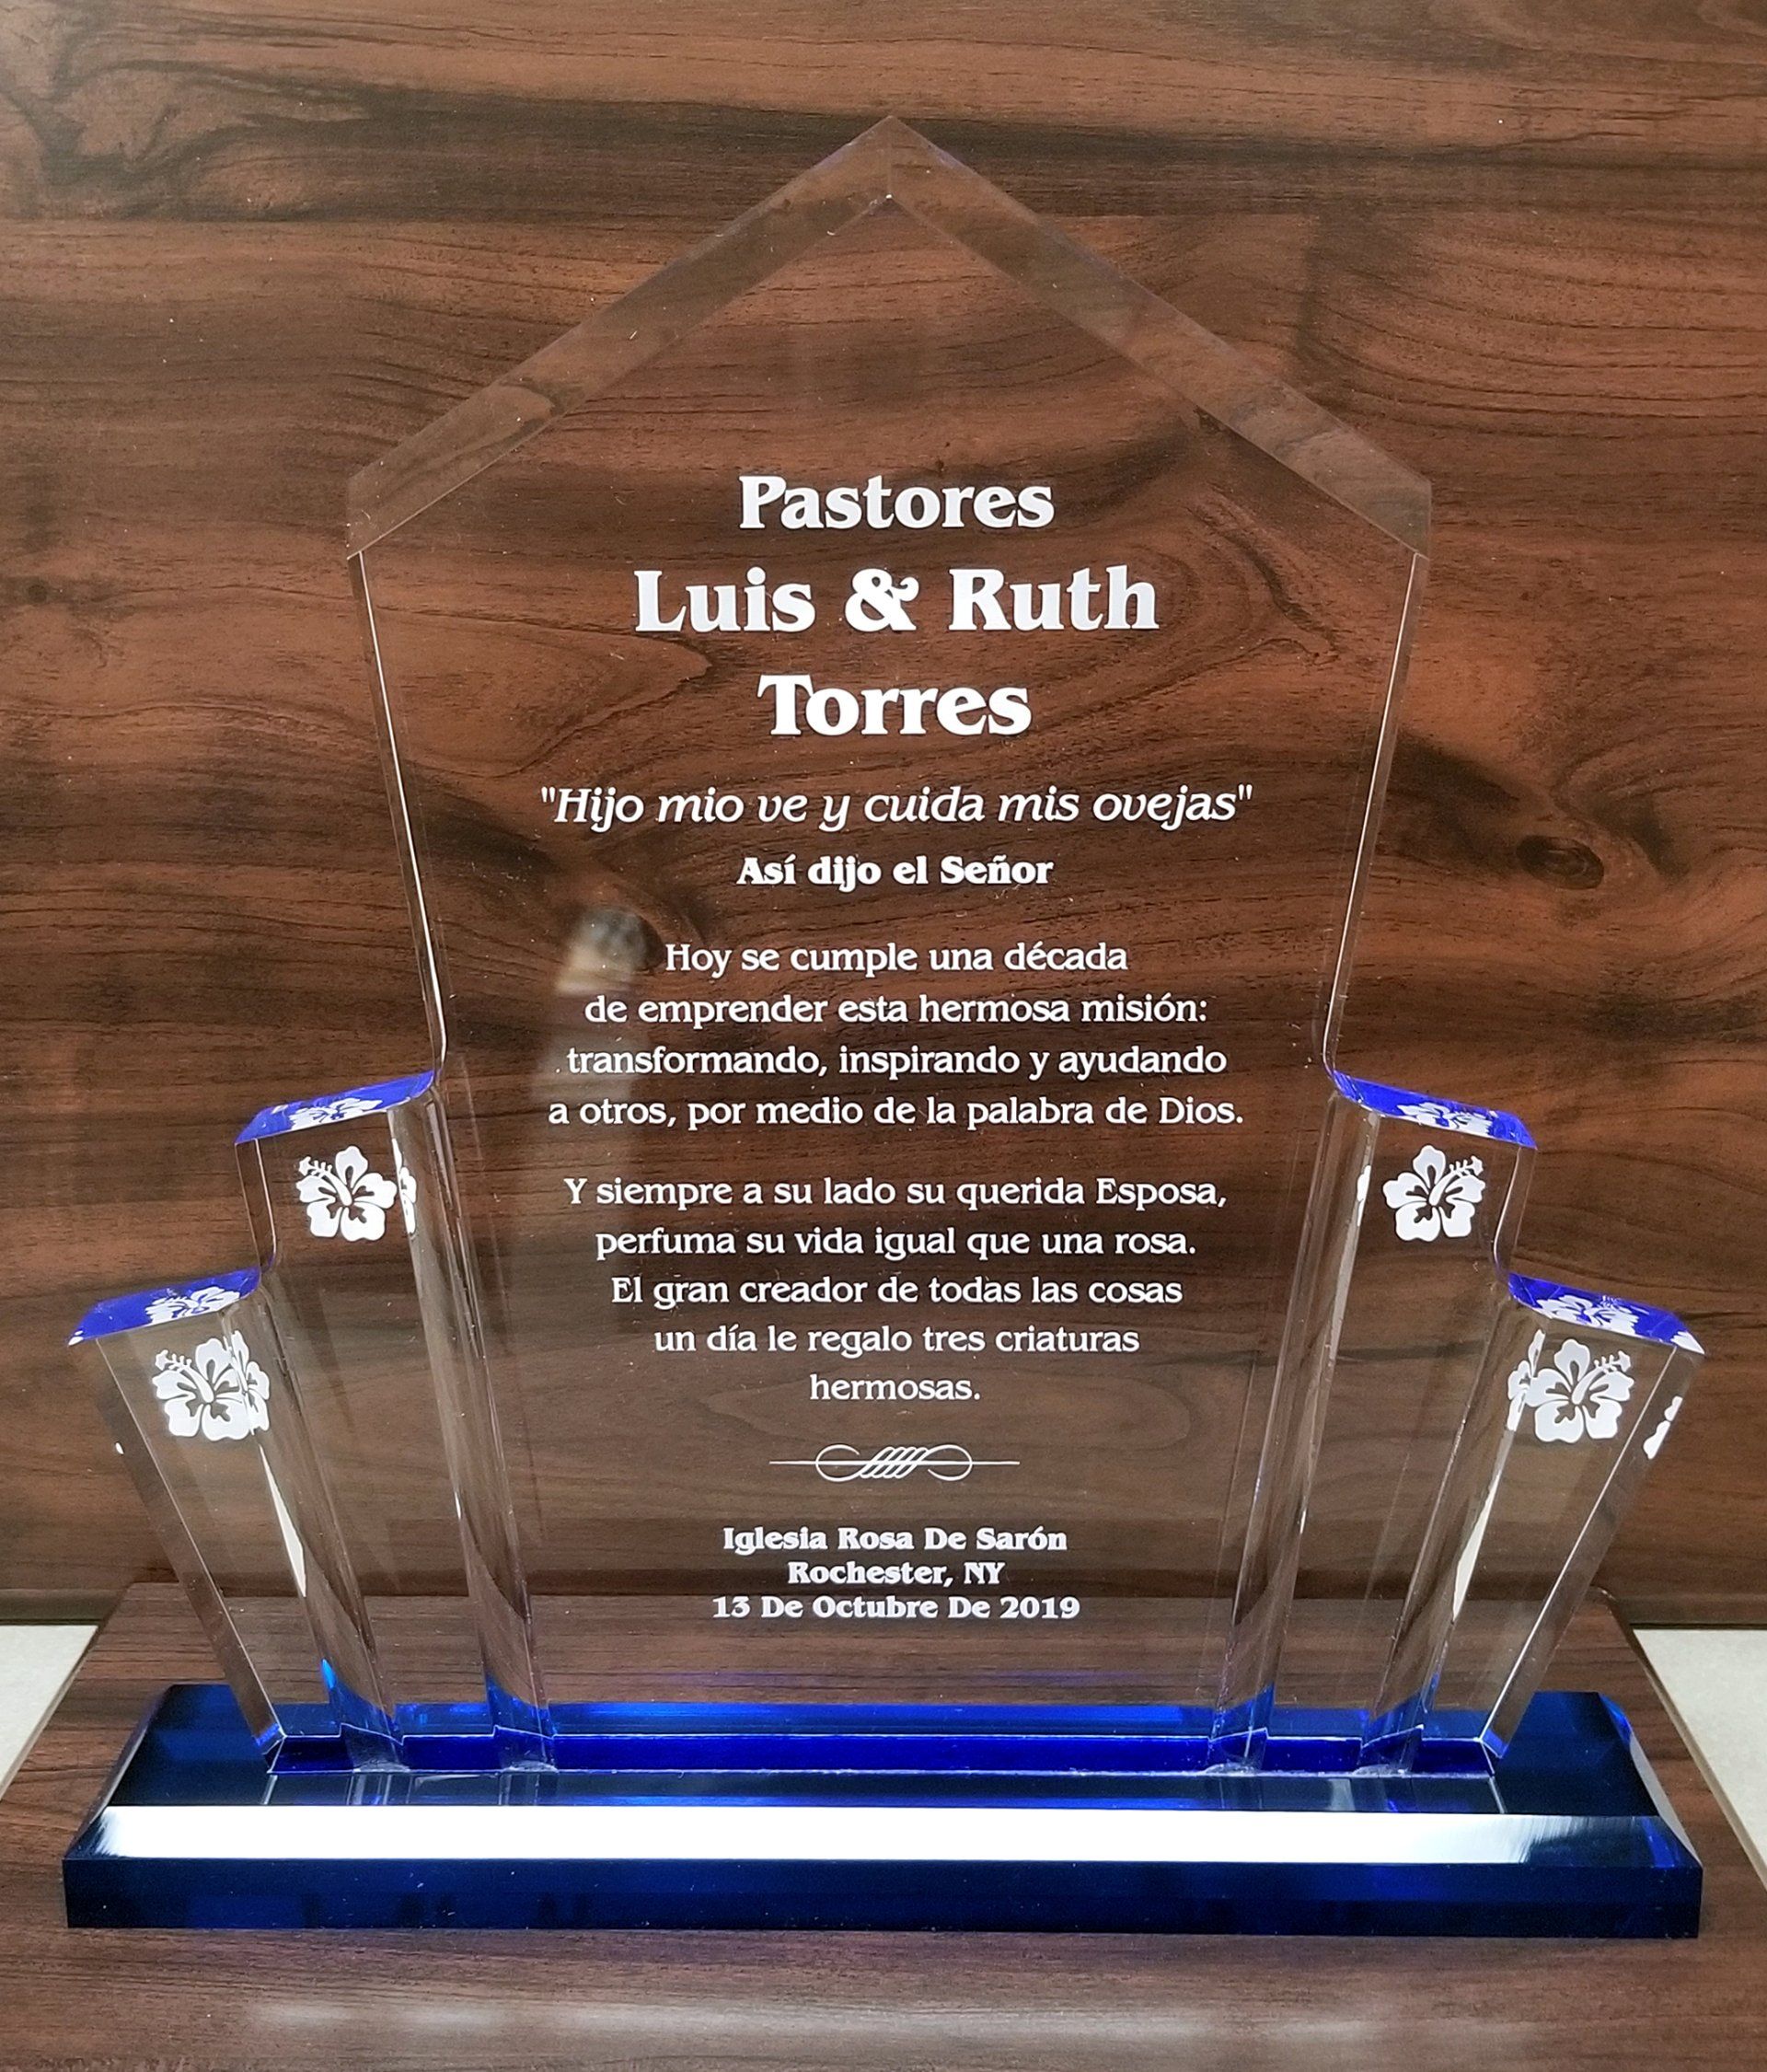 Pastores
Luis & Ruth
Torres
"Hijo mio ve y cuida mis ovejas"
Así dijo el Señor
Hoy se cumple una década
de emprender esta hermosa misión:
transformando, inspirando y ayudando
a otros, por medio de la palabra de Dios.
Y siempre a su lado su querida Esposa,
perfuma su vida igual que una rosa.
El gran creador de todas las cosas
un día le regalo tres criaturas
hermosas.
Iglesia Rosa De Sarón
Rochester, NY
13 De Octubre De 2019